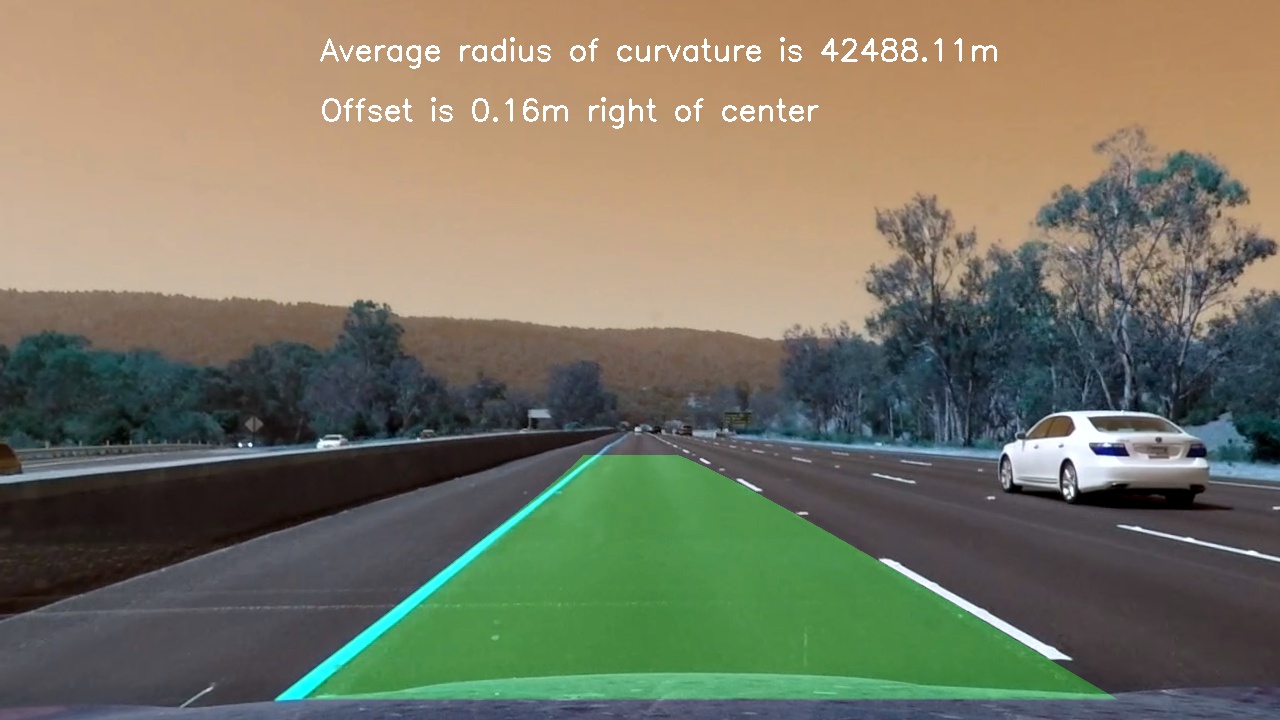 Average radius of curvature is 42488.11m
Offset is 0.16m right of center